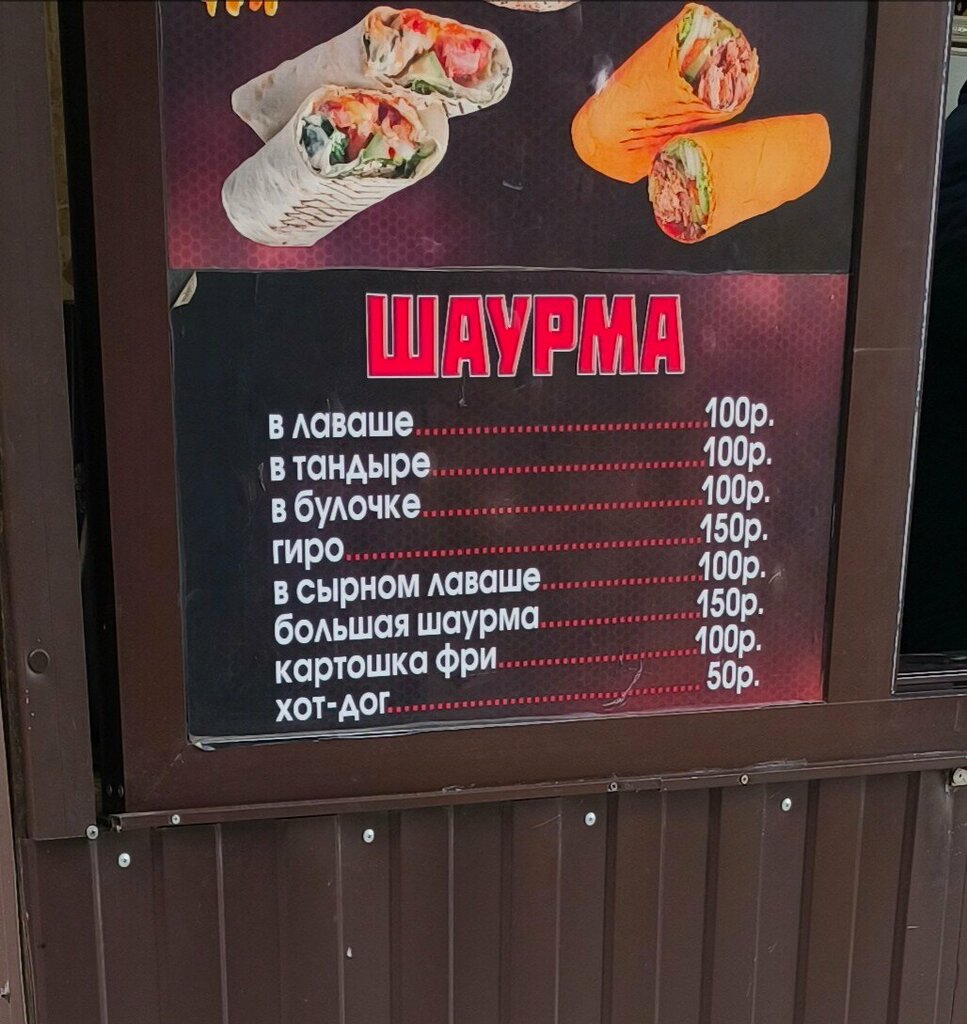 ШАУРМА
в лаваше 100р.
в тандыре 100р.
в булочке 100р.
гиро 150р.
в сырном лаваше 100р.
большая шаурма 150р.
картошка фри 100р.
хот-дог 50р.